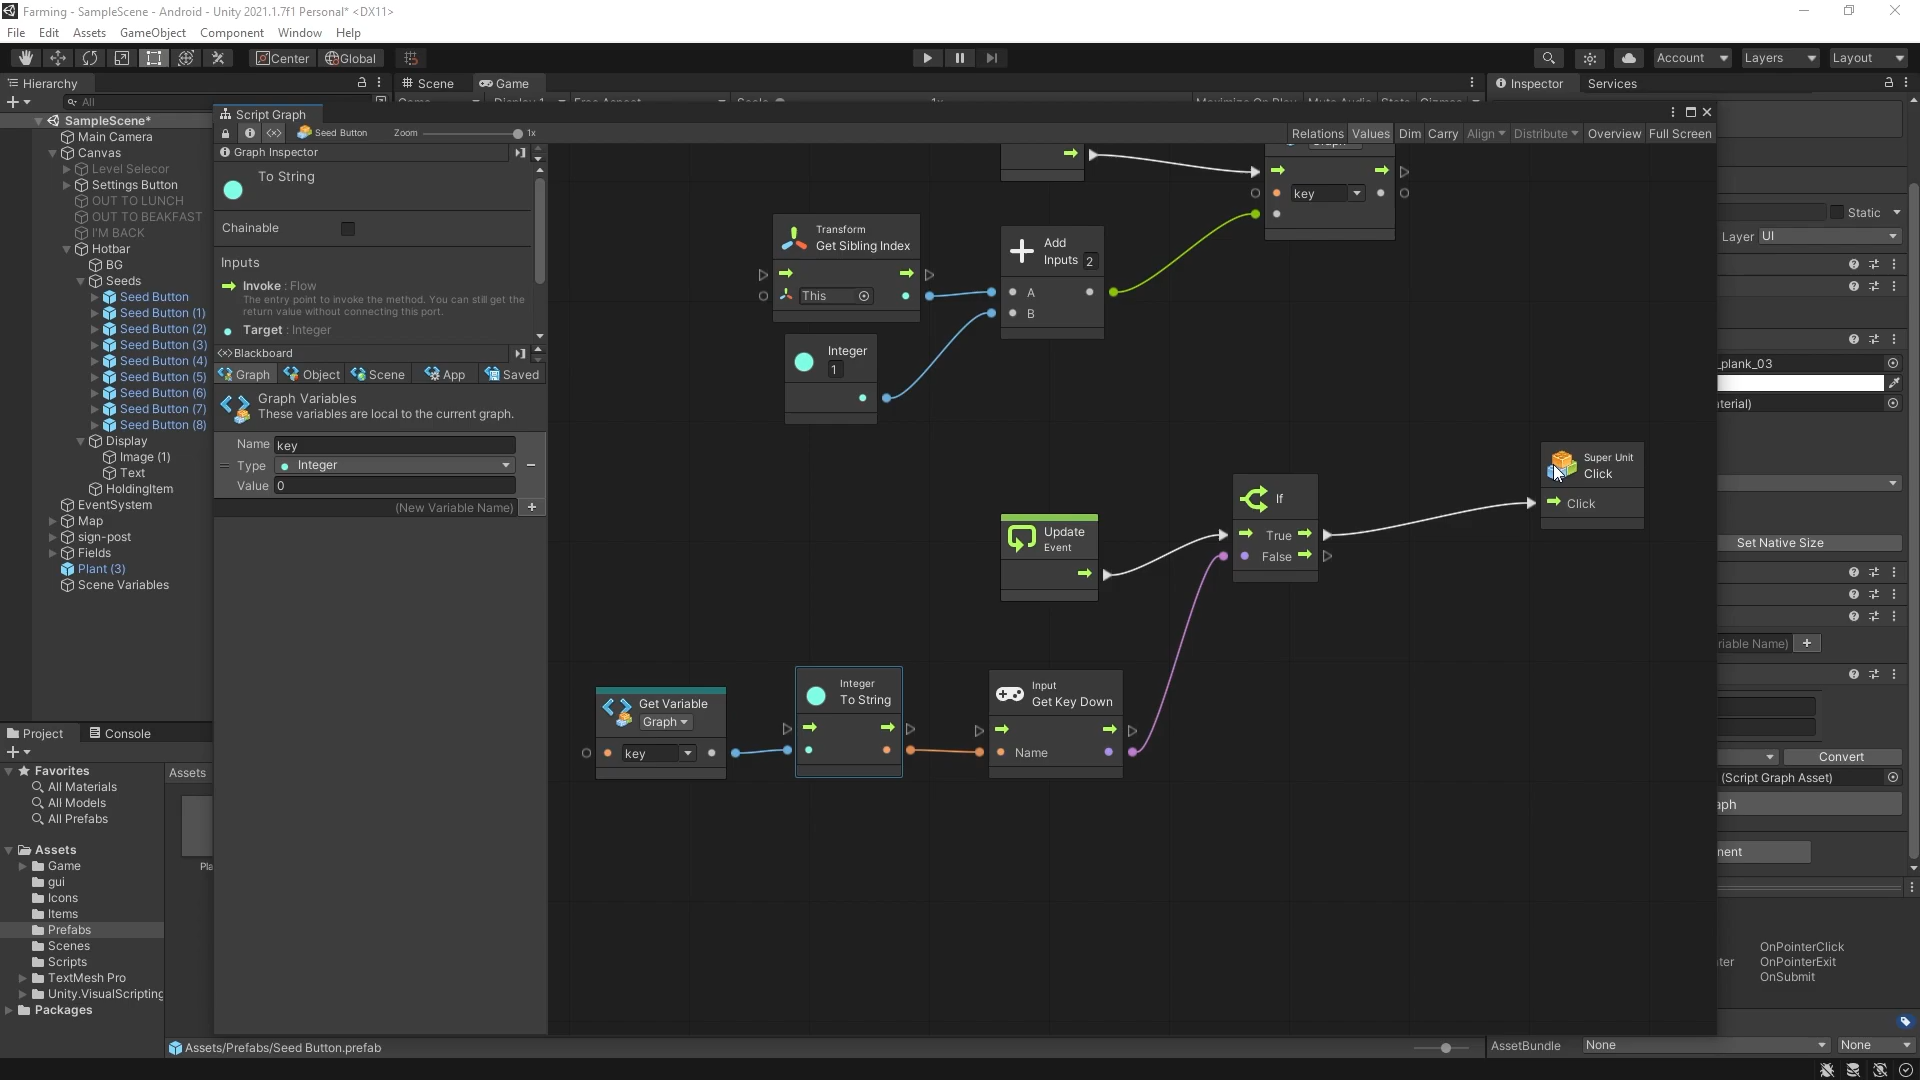 Farming - SampleScene - Android - Unity 2021.1.7f1 Personal* <DX11>
File Edit Assets GameObject Component Window Help
Center Global Account Layers Layout
Hierarchy Scene Game Inspector Services
All
SampleScene*
Main Camera
Canvas
Level Selecor
Settings Button
OUT TO LUNCH
OUT TO BEAKFAST
I'M BACK
Hotbar
BG
Seeds
Seed Button
Seed Button (1)
Seed Button (2)
Seed Button (3)
Seed Button (4)
Seed Button (5)
Seed Button (6)
Seed Button (7)
Seed Button (8)
Display
Image (1)
Text
HoldingItem
EventSystem
Map
sign-post
Fields
Plant (3)
Scene Variables
Script Graph
Seed Button Zoom 1x
Relations Values Dim Carry Align Distribute Overview Full Screen
Graph Inspector
To String
Chainable
Inputs
Invoke : Flow
The entry point to invoke the method. You can still get the
return value without connecting this port.
Target : Integer
Blackboard
Graph Object Scene App Saved
Graph Variables
These variables are local to the current graph.
Name key
Type Integer
Value 0
(New Variable Name)
key
Transform
Get Sibling Index
This
Add
Inputs 2
A
B
Integer
1
Update
Event
If
True
False
Super Unit
Click
Click
Get Variable
Graph
key
Integer
To String
Input
Get Key Down
Name
Static
Layer UI
_plank_03
Set Native Size
Convert
(Script Graph Asset)
OnPointerClick
OnPointerExit
OnSubmit
Project Console
Favorites
All Materials
All Models
All Prefabs
Assets
Game
gui
Icons
Items
Prefabs
Scenes
Scripts
TextMesh Pro
Unity.VisualScripting
Packages
Assets
Pla
Assets/Prefabs/Seed Button.prefab
AssetBundle None None